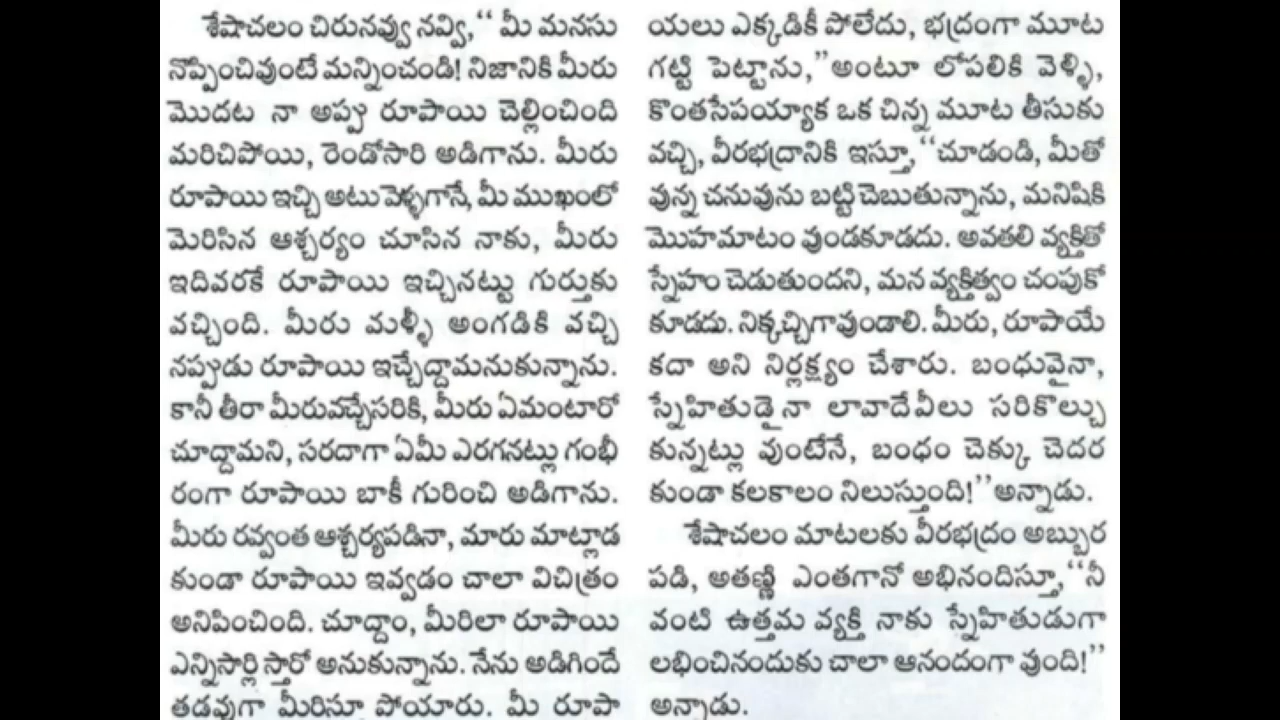 శేషాచలం చిరునవ్వు నవ్వి,‘‘ మీ మనసు
నొప్పించివుంటే మన్నించండి! నిజానికి మీరు
మొదట నా అప్పు రూపాయి చెల్లించింది
మరిచిపోయి, రెండోసారి అడిగాను. మీరు
రూపాయి ఇచ్చి అటువెళ్ళగానే, మీ ముఖంలో
మెరిసిన ఆశ్చర్యం చూసిన నాకు, మీరు
ఇదివరకే రూపాయి ఇచ్చినట్టు గుర్తుకు
వచ్చింది. మీరు మళ్ళీ అంగడికి వచ్చి
నప్పుడు రూపాయి ఇచ్చేద్దామనుకున్నాను.
కానీ తీరా మీరువచ్చేసరికి, మీరు ఏమంటారో
చూద్దామని, సరదాగా ఏమీ ఎరగనట్లు గంభీ
రంగా రూపాయి బాకీ గురించి అడిగాను.
మీరు రవ్వంత ఆశ్చర్యపడినా, మారు మాట్లాడ
కుండా రూపాయి ఇవ్వడం చాలా విచిత్రం
అనిపించింది. చూద్దాం, మీరిలా రూపాయి
ఎన్నిసార్లిస్తారో అనుకున్నాను. నేను అడిగిందే
తడవుగా మీరిస్తూ పోయారు. మీ రూపా
యలు ఎక్కడికీ పోలేదు, భద్రంగా మూట
గట్టి పెట్టాను,’’అంటూ లోపలికి వెళ్ళి,
కొంతసేపయ్యాక ఒక చిన్న మూట తీసుకు
వచ్చి, వీరభద్రానికి ఇస్తూ,‘‘చూడండి, మీతో
వున్న చనువును బట్టి చెబుతున్నాను, మనిషికి
మొహమాటం వుండకూడదు. అవతలి వ్యక్తితో
స్నేహం చెడుతుందని, మన వ్యక్తిత్వం చంపుకో
కూడదు. నిక్కచ్చిగావుండాలి. మీరు, రూపాయే
కదా అని నిర్లక్ష్యం చేశారు. బంధువైనా,
స్నేహితుడైనా లావాదేవీలు సరికొల్చు
కున్నట్లు వుంటేనే, బంధం చెక్కు చెదర
కుండా కలకాలం నిలుస్తుంది!’’అన్నాడు.
శేషాచలం మాటలకు వీరభద్రం అబ్బుర
పడి, అతణ్ణి ఎంతగానో అభినందిస్తూ,‘‘నీ
వంటి ఉత్తమ వ్యక్తి నాకు స్నేహితుడుగా
లభించినందుకు చాలా ఆనందంగా వుంది!’’
అన్నాడు.